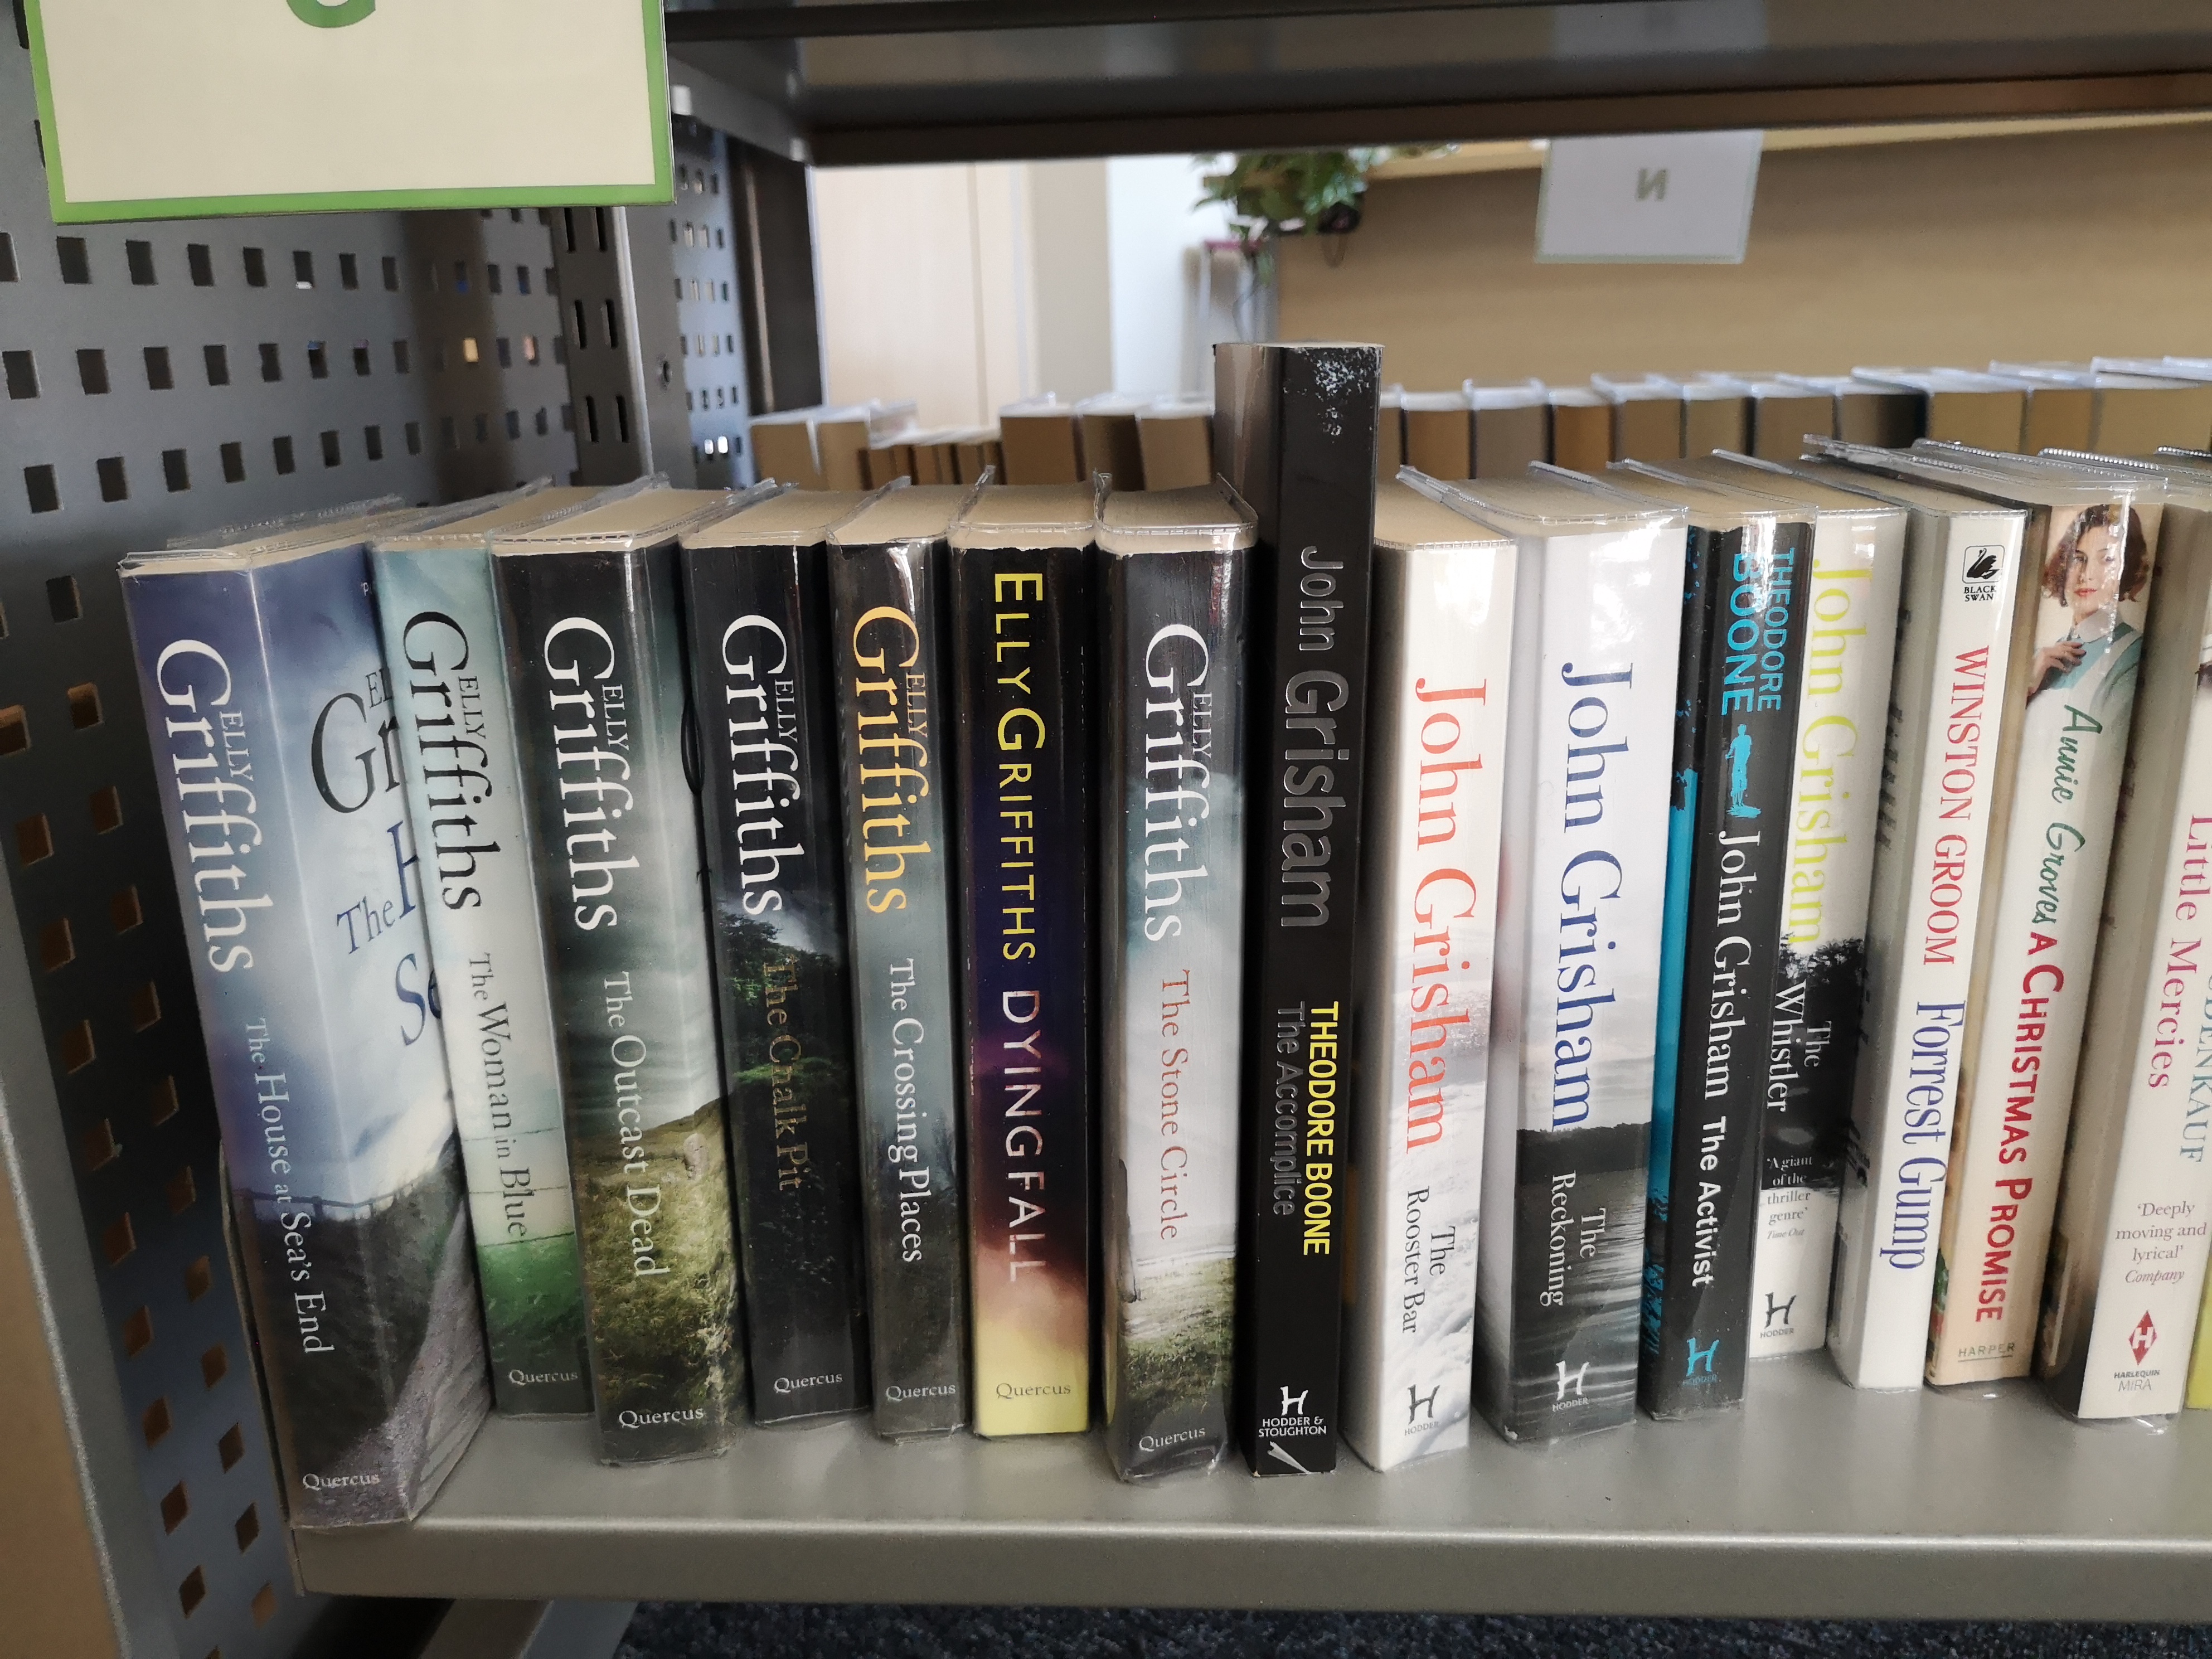 N
ELLY
Griffiths
The House at Sea's End
Quercus
The
ELLY
Griffiths
The Woman in Blue
Quercus
ELLY
Griffiths
The Outcast Dead
Quercus
ELLY
Griffiths
The Chalk Pit
Quercus
ELLY
Griffiths
The Crossing Places
Quercus
ELLY GRIFFITHS DYING FALL
Quercus
ELLY
Griffiths
The Stone Circle
Quercus
John Grisham
THEODORE BOONE
The Accomplice
HODDER &
STOUGHTON
John Grisham
The
Rooster Bar
HODDER
John Grisham
The
Reckoning
HODDER
THEODORE
BOONE
John Grisham The Activist
HODDER
John Grisham
The
Whistler
'A giant
of the
thriller
genre'
Time Out
HODDER
BLACK
SWAN
WINSTON GROOM Forrest Gump
Annie Groves A CHRISTMAS PROMISE
HARPER
Little Mercies
'Deeply
moving and
lyrical'
Company
HARLEQUIN
MIRA